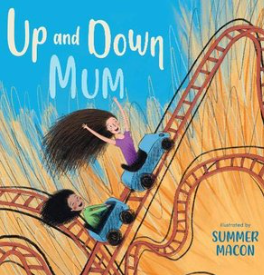 Up and Down
MUM
illustrated by
SUMMER
MACON